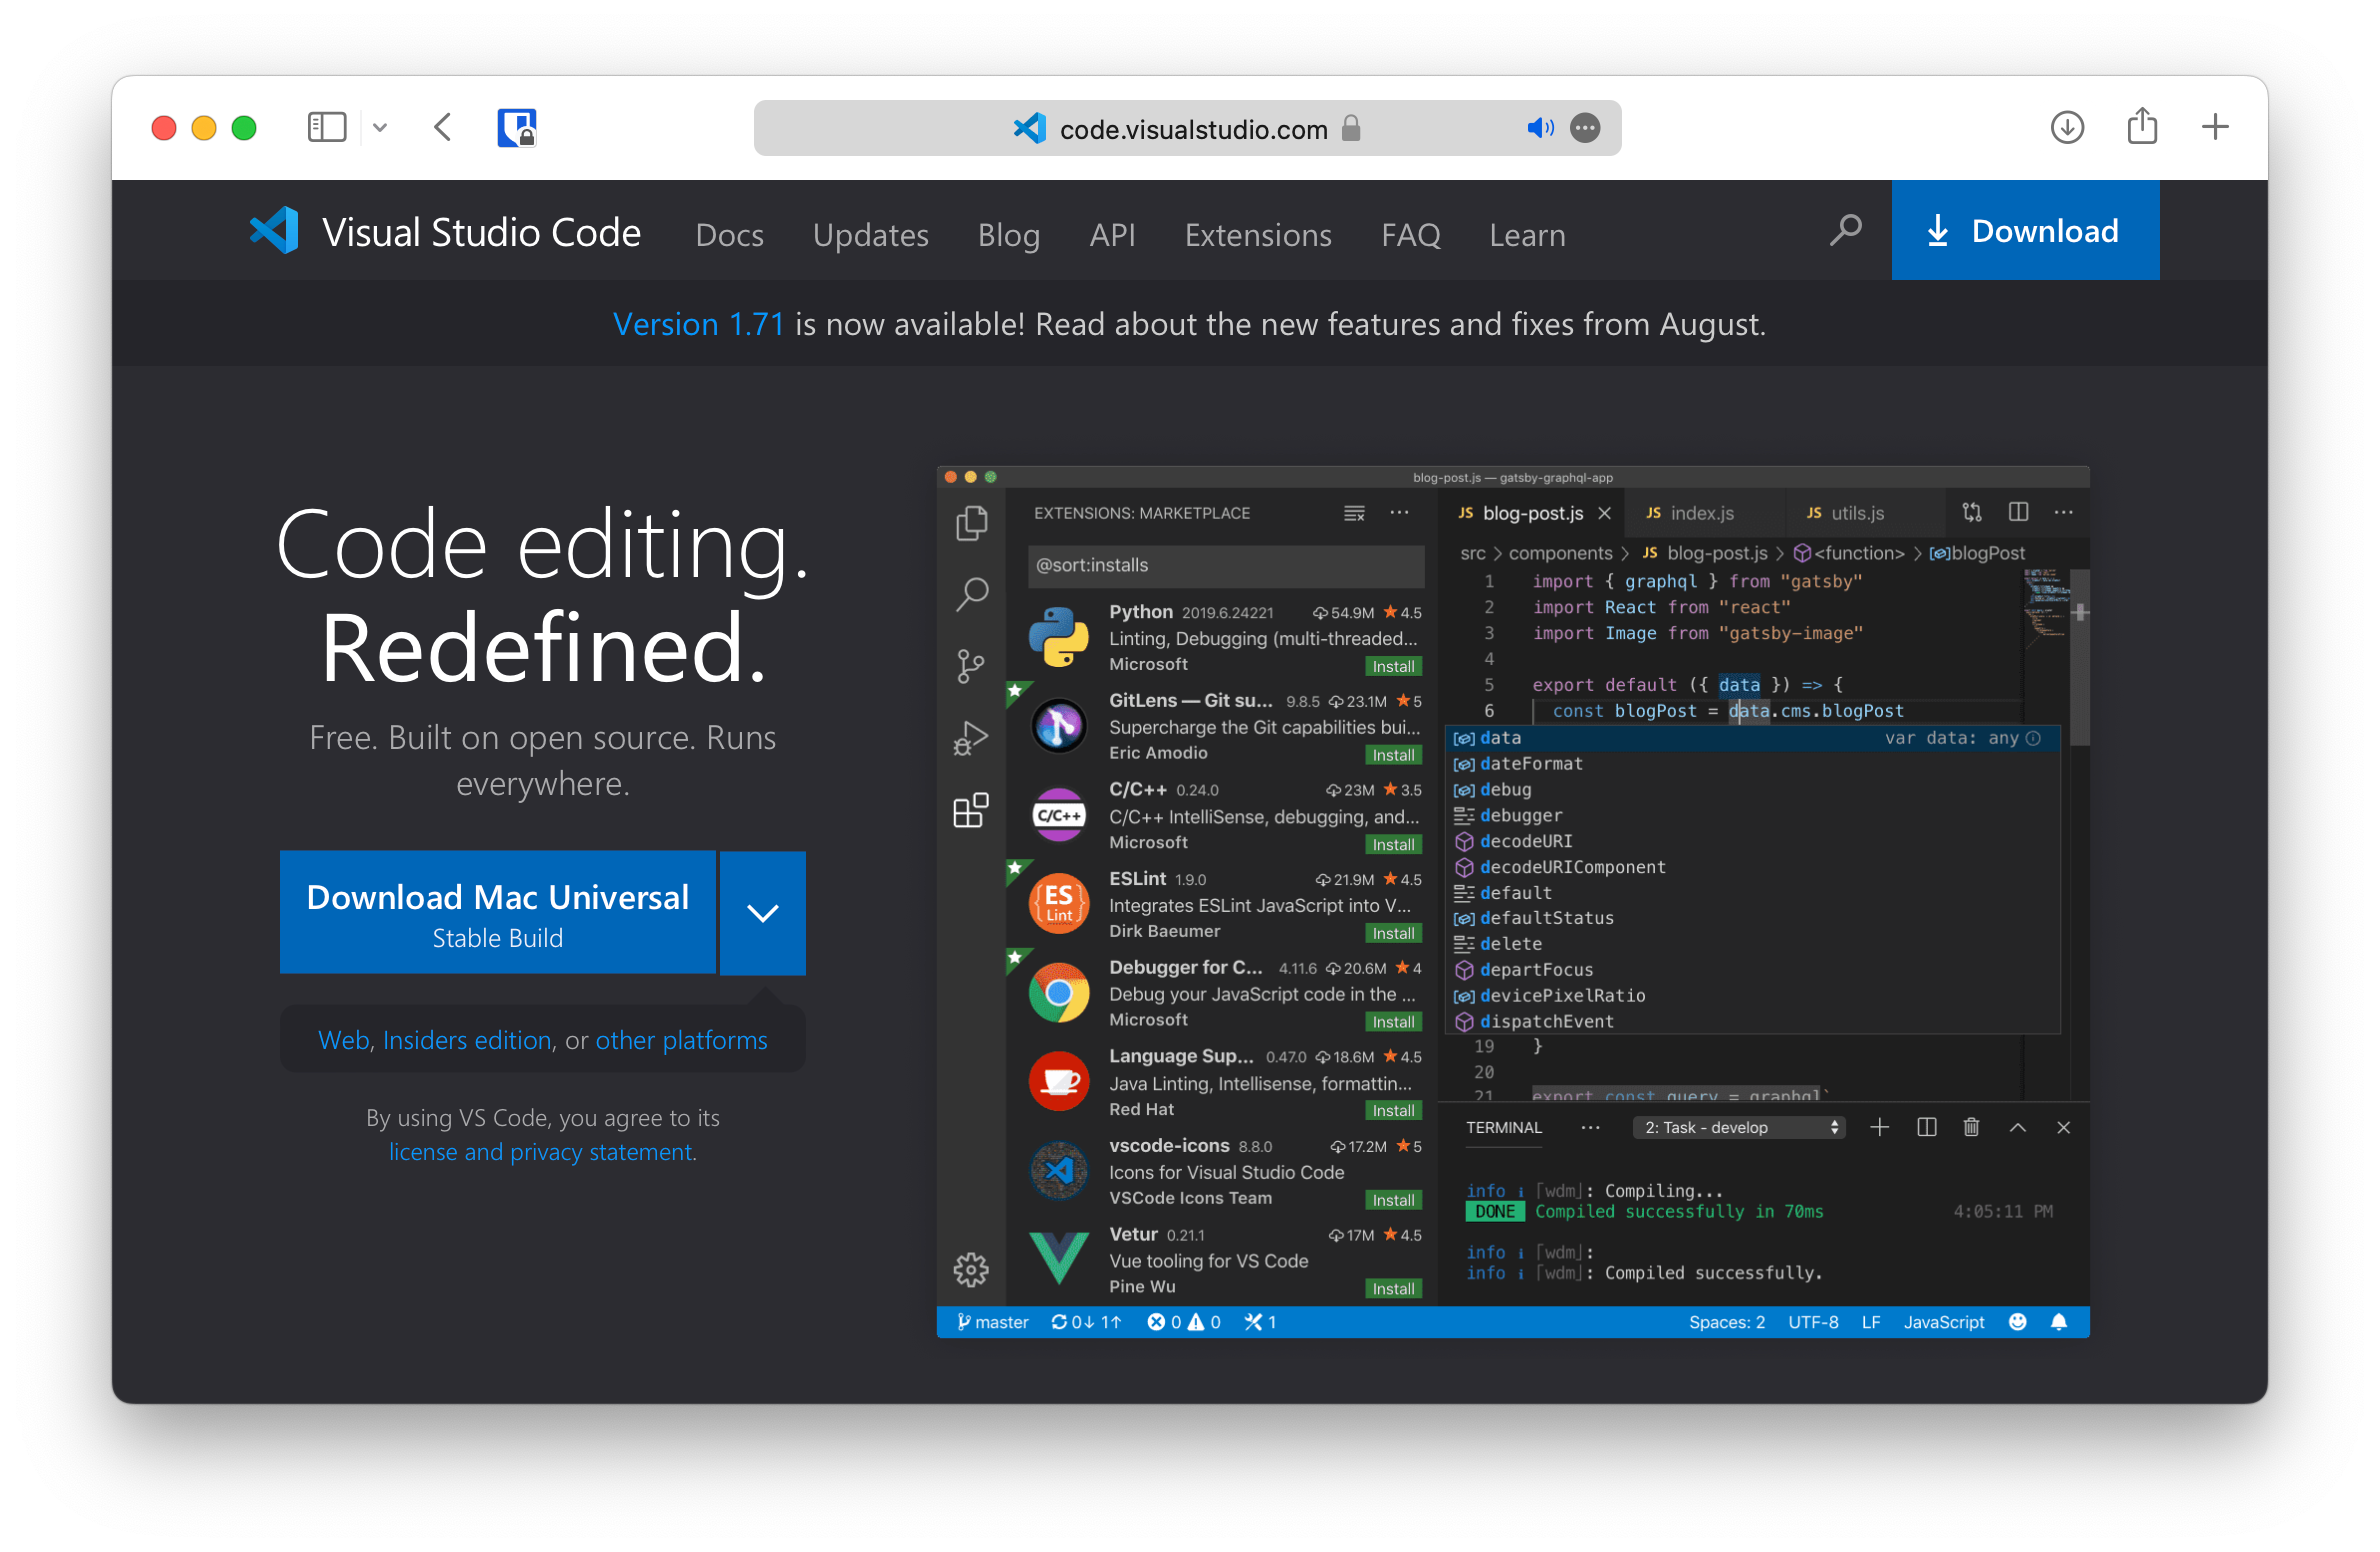 code.visualstudio.com
Visual Studio Code Docs Updates Blog API Extensions FAQ Learn Download
Version 1.71 is now available! Read about the new features and fixes from August.
Code editing.
Redefined.
Free. Built on open source. Runs
everywhere.
Download Mac Universal
Stable Build
Web, Insiders edition, or other platforms
By using VS Code, you agree to its
license and privacy statement.
blog-post.js — gatsby-graphql-app
EXTENSIONS: MARKETPLACE
@sort:installs
Python 2019.6.24221 54.9M 4.5
Linting, Debugging (multi-threaded...
Microsoft Install
GitLens — Git su... 9.8.5 23.1M 5
Supercharge the Git capabilities bui...
Eric Amodio Install
C/C++
C/C++ 0.24.0 23M 3.5
C/C++ IntelliSense, debugging, and...
Microsoft Install
ES
Lint
ESLint 1.9.0 21.9M 4.5
Integrates ESLint JavaScript into V...
Dirk Baeumer Install
Debugger for C... 4.11.6 20.6M 4
Debug your JavaScript code in the ...
Microsoft Install
Language Sup... 0.47.0 18.6M 4.5
Java Linting, Intellisense, formattin...
Red Hat Install
vscode-icons 8.8.0 17.2M 5
Icons for Visual Studio Code
VSCode Icons Team Install
Vetur 0.21.1 17M 4.5
Vue tooling for VS Code
Pine Wu Install
JS blog-post.js JS index.js JS utils.js
src > components > JS blog-post.js > <function> > blogPost
1 import { graphql } from "gatsby"
2 import React from "react"
3 import Image from "gatsby-image"
4
5 export default ({ data }) => {
6 const blogPost = data.cms.blogPost
data var data: any
dateFormat
debug
debugger
decodeURI
decodeURIComponent
default
defaultStatus
delete
departFocus
devicePixelRatio
dispatchEvent
19 }
20
21 export const query = graphql`
TERMINAL ... 2: Task - develop
info i ｢wdm｣: Compiling...
DONE Compiled successfully in 70ms 4:05:11 PM
info i ｢wdm｣:
info i ｢wdm｣: Compiled successfully.
master 0↓ 1↑ 0 0 1 Spaces: 2 UTF-8 LF JavaScript